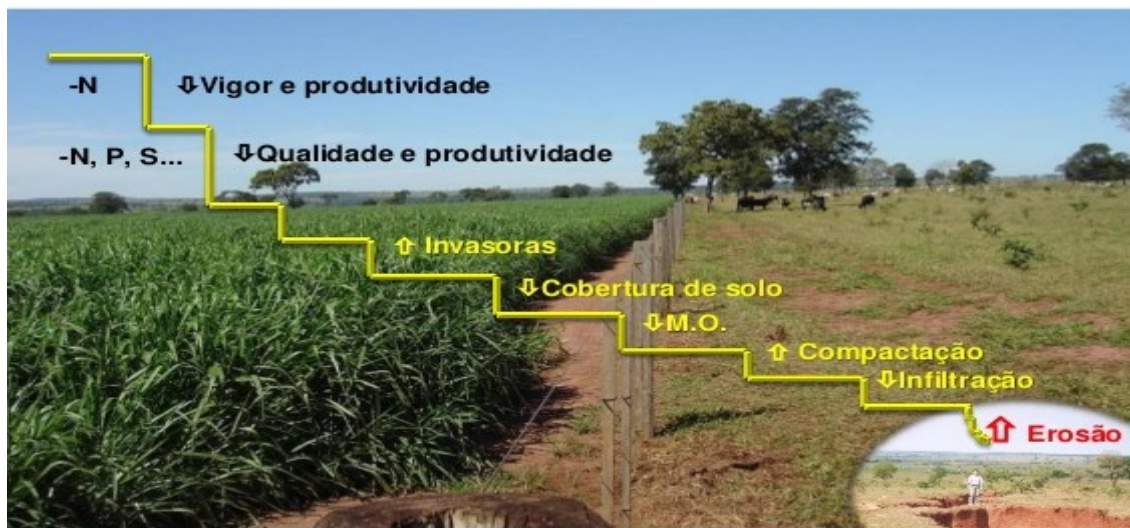 -N ⇩Vigor e produtividade
-N, P, S... ⇩Qualidade e produtividade
⇧ Invasoras
⇩Cobertura de solo
⇩M.O.
⇧ Compactação
⇩Infiltração
⇧ Erosão